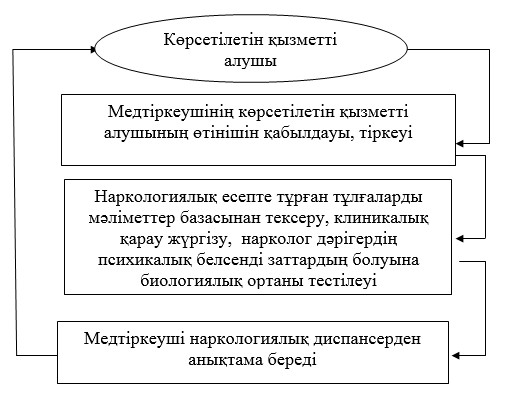 Көрсетілетін қызметті
алушы
Медтіркеушінің көрсетілетін қызметті
алушының өтінішін қабылдауы, тіркеуі
Наркологиялық есепте тұрған тұлғаларды
мәліметтер базасынан тексеру, клиникалық
қарау жүргізу, нарколог дәрігердің
психикалық белсенді заттардың болуына
биологиялық ортаны тестілеуі
Медтіркеуші наркологиялық диспансерден
анықтама береді